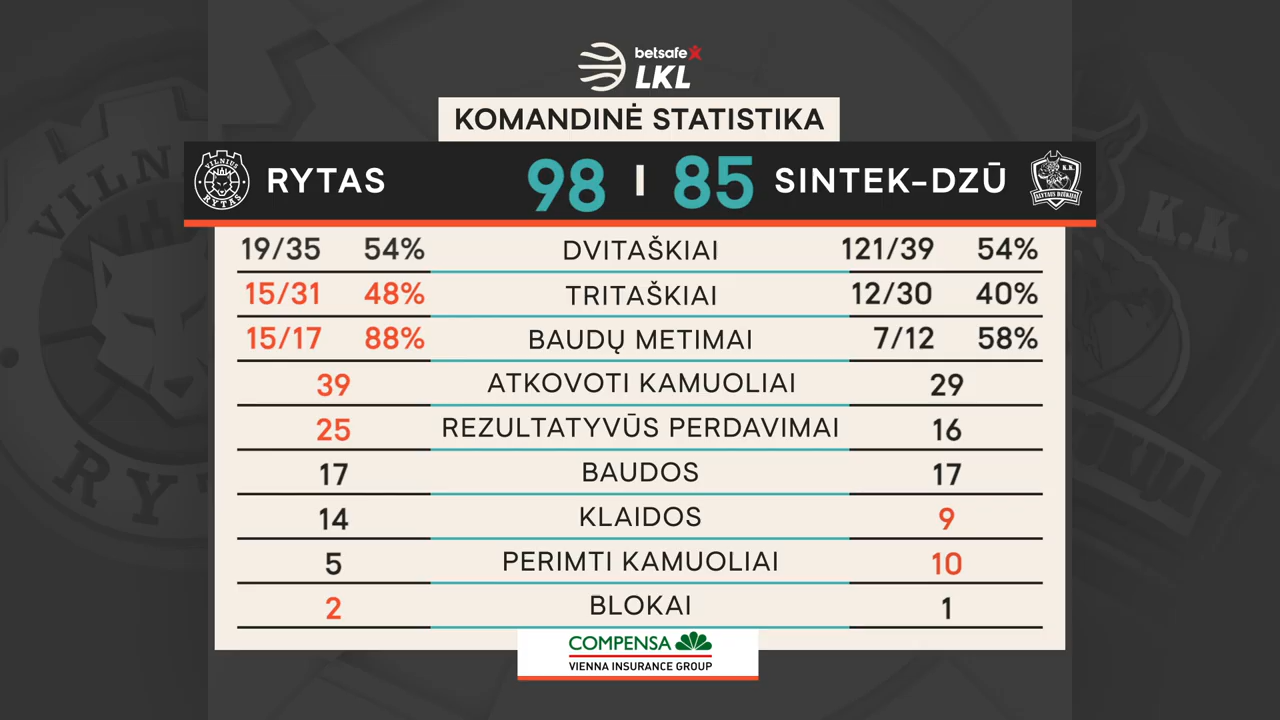 betsafe
LKL
KOMANDINĖ STATISTIKA
VILNIUS RYTAS RYTAS 98 | 85 SINTEK-DZŪ K.K.
19/35 54% DVITAŠKIAI 121/39 54%
15/31 48% TRITAŠKIAI 12/30 40%
15/17 88% BAUDŲ METIMAI 7/12 58%
39 ATKOVOTI KAMUOLIAI 29
25 REZULTATYVŪS PERDAVIMAI 16
17 BAUDOS 17
14 KLAIDOS 9
5 PERIMTI KAMUOLIAI 10
2 BLOKAI 1
COMPENSA
VIENNA INSURANCE GROUP